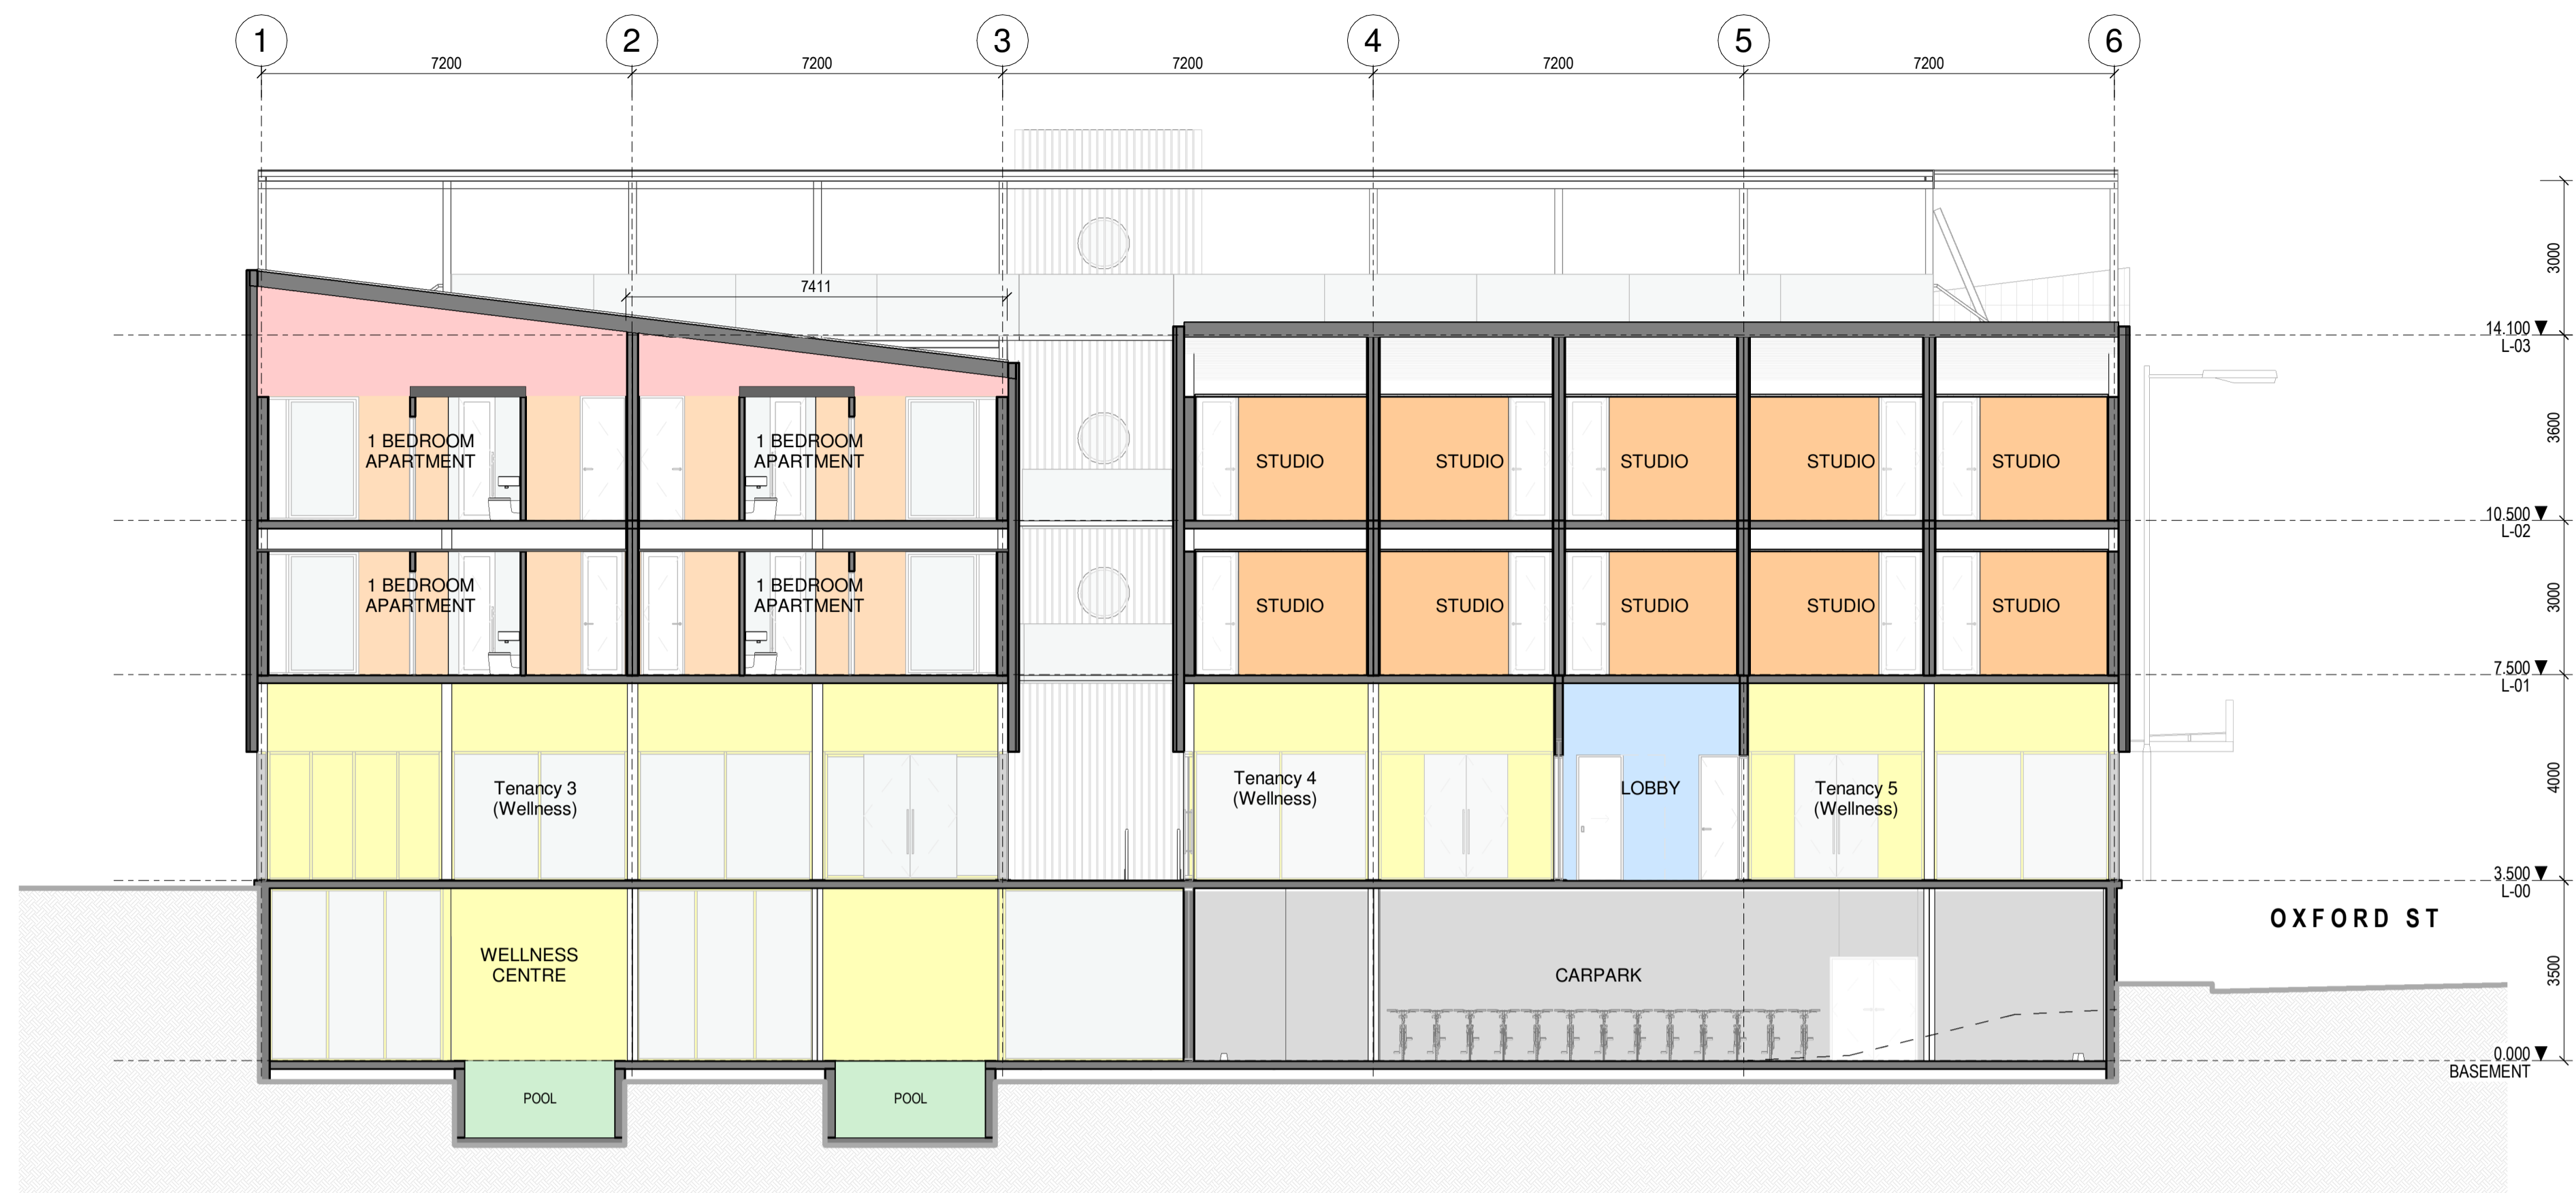 1 2 3 4 5 6
7200 7200 7200 7200 7200
3000
7411
14.100
L-03
1 BEDROOM
APARTMENT
1 BEDROOM
APARTMENT
STUDIO STUDIO STUDIO STUDIO STUDIO
3600
10.500
L-02
1 BEDROOM
APARTMENT
1 BEDROOM
APARTMENT
STUDIO STUDIO STUDIO STUDIO STUDIO
3000
7.500
L-01
Tenancy 3
(Wellness)
Tenancy 4
(Wellness)
LOBBY
Tenancy 5
(Wellness)
4000
3.500
L-00
OXFORD ST
WELLNESS
CENTRE
CARPARK
3500
0.000
BASEMENT
POOL POOL